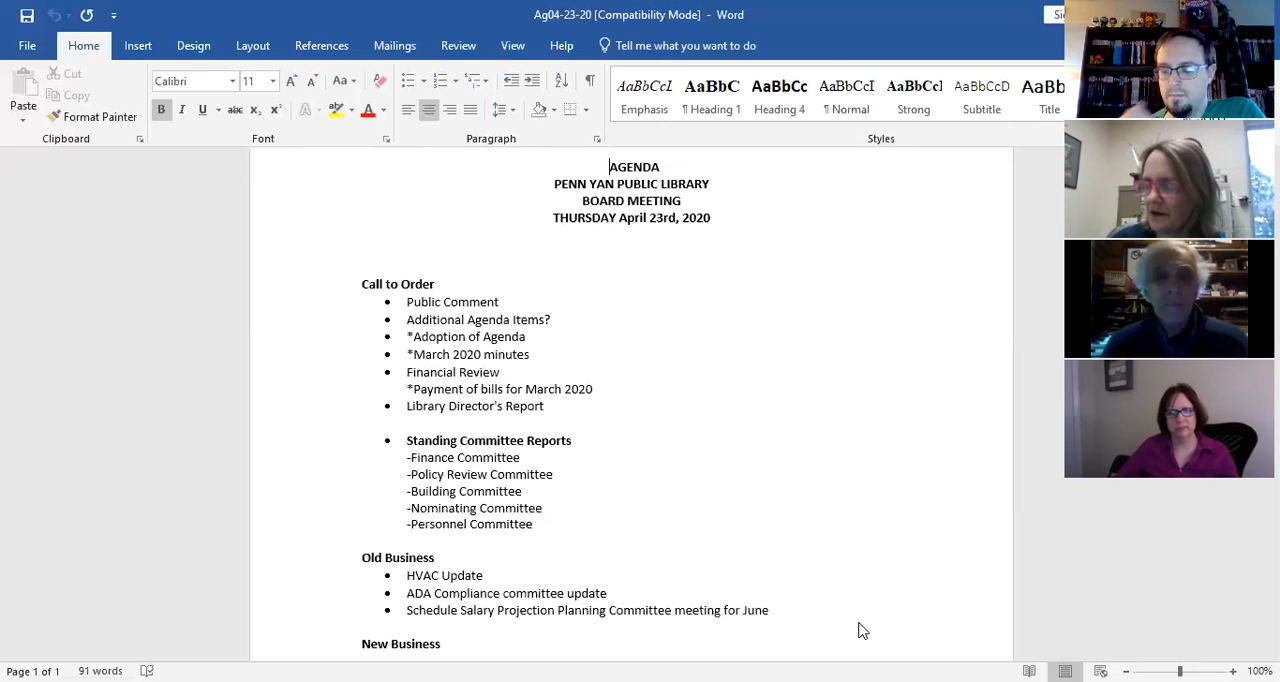 Ag04-23-20 [Compatibility Mode] - Word
File Home Insert Design Layout References Mailings Review View Help Tell me what you want to do
Paste
Cut
Copy
Format Painter
Clipboard
Calibri 11
Font
Paragraph
AaBbCcI AaBbC AaBbCc AaBbCcI AaBbCcI AaBbCcD
Emphasis ¶ Heading 1 Heading 4 ¶ Normal Strong Subtitle Title
Styles
AGENDA
PENN YAN PUBLIC LIBRARY
BOARD MEETING
THURSDAY April 23rd, 2020
Call to Order
• Public Comment
• Additional Agenda Items?
• *Adoption of Agenda
• *March 2020 minutes
• Financial Review
*Payment of bills for March 2020
• Library Director's Report
• Standing Committee Reports
-Finance Committee
-Policy Review Committee
-Building Committee
-Nominating Committee
-Personnel Committee
Old Business
• HVAC Update
• ADA Compliance committee update
• Schedule Salary Projection Planning Committee meeting for June
New Business
Page 1 of 1 91 words 100%